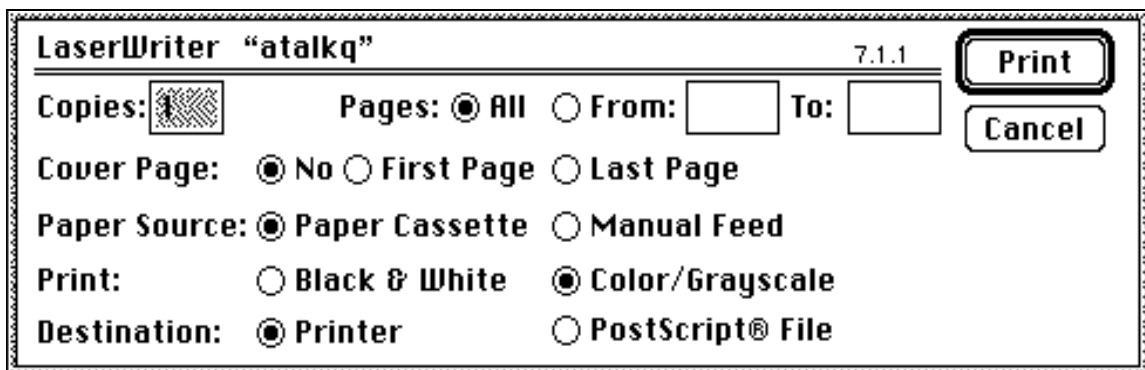 LaserWriter “atalkq” 7.1.1 Print
Copies: 1 Pages: All From: To:
Cancel
Cover Page: No First Page Last Page
Paper Source: Paper Cassette Manual Feed
Print: Black & White Color/Grayscale
Destination: Printer PostScript® File